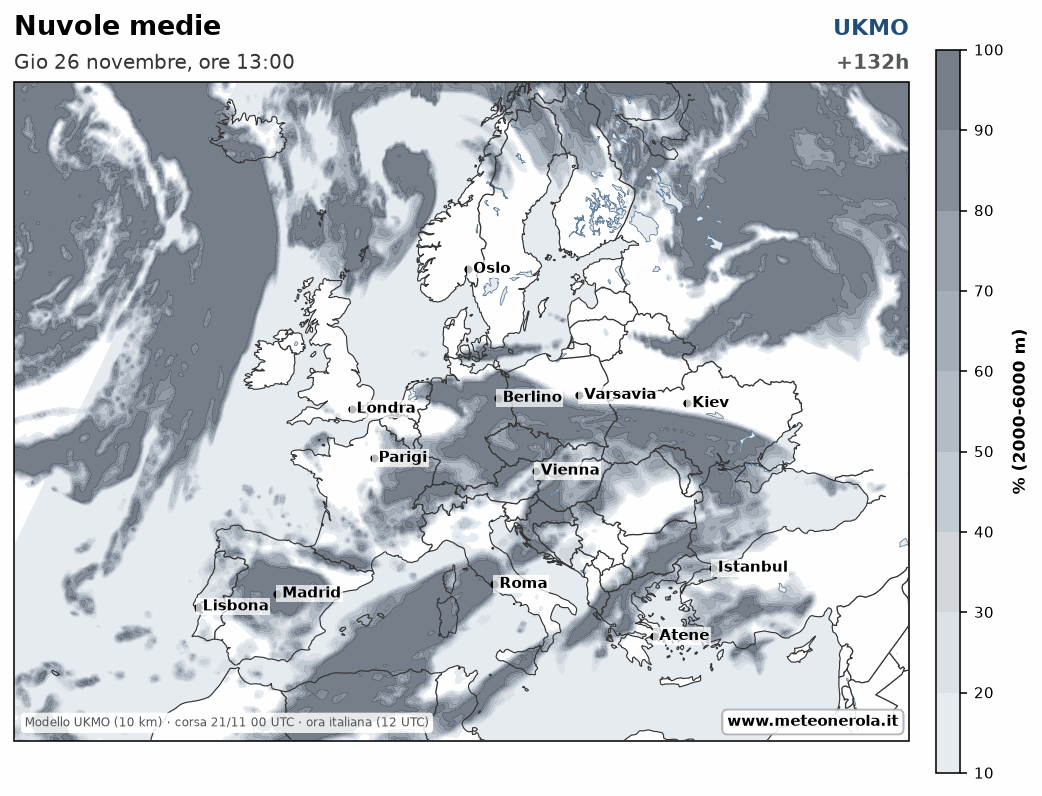 Nuvole medie
UKMO
Gio 26 novembre, ore 13:00
+132h
100
90
80
70
60
50
40
30
20
10
% (2000-6000 m)
Oslo
Londra
Berlino
Varsavia
Kiev
Parigi
Vienna
Istanbul
Madrid
Roma
Lisbona
Atene
Modello UKMO (10 km) · corsa 21/11 00 UTC · ora italiana (12 UTC)
www.meteonerola.it